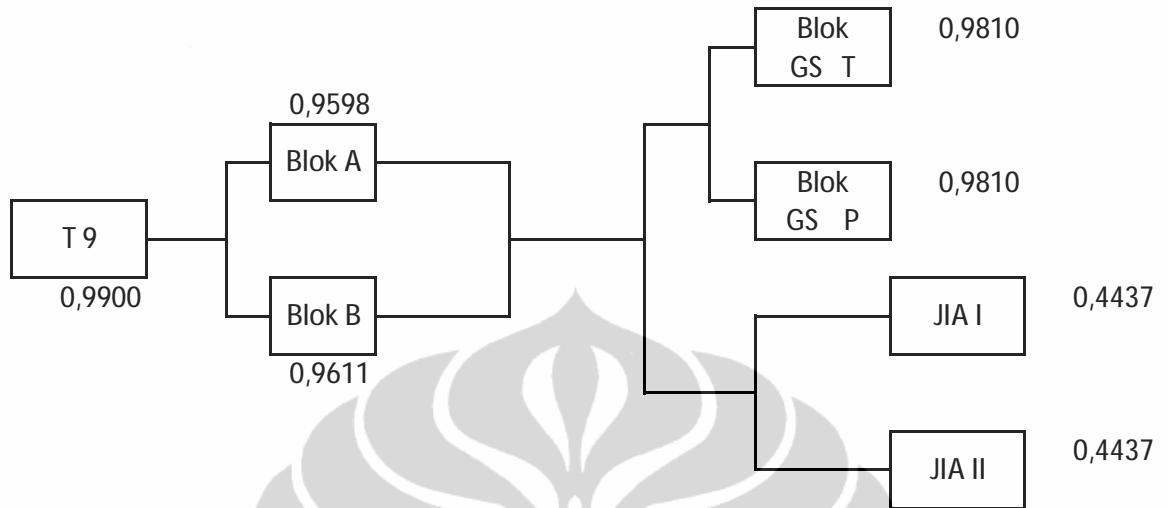 Blok
GS T
0,9810
0,9598
Blok A
Blok
GS P
0,9810
T 9
0,9900
Blok B
0,9611
JIA I
0,4437
JIA II
0,4437